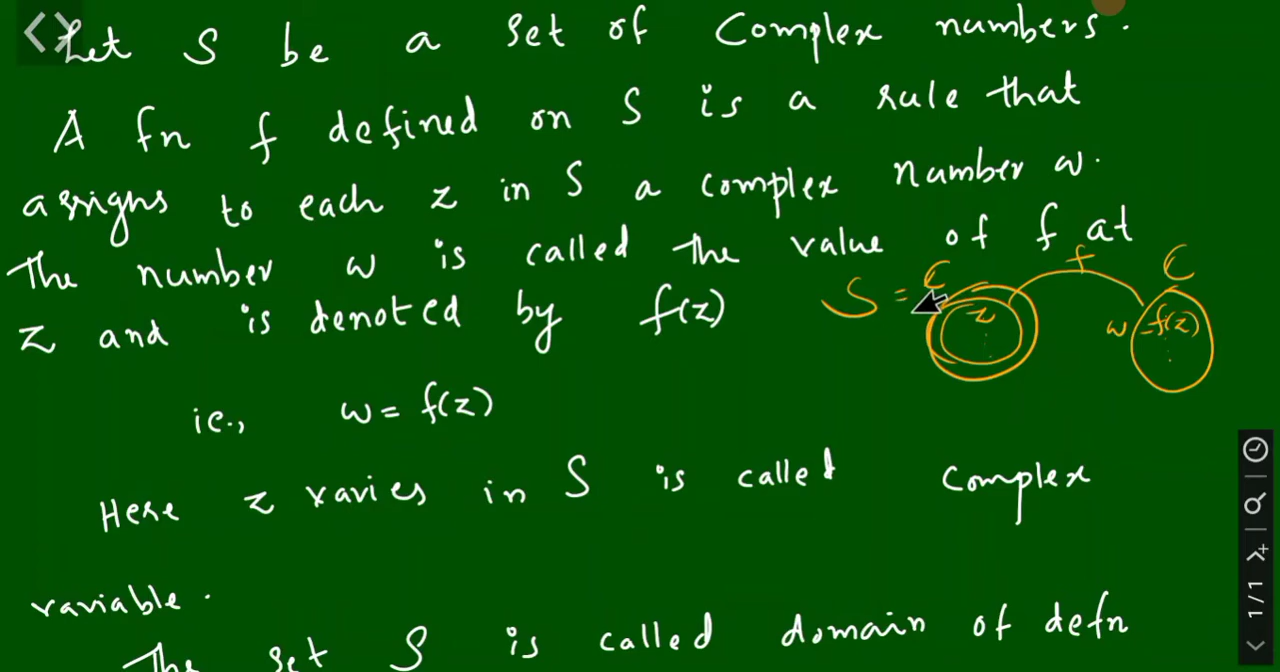 Let S be a set of Complex numbers.
A fn f defined on S is a rule that
assigns to each z in S a complex number w.
The number w is called the value of f at
z and is denoted by f(z)
S = ℂ f ℂ
z w = f(z)
ie., w = f(z)
Here z varies in S is called Complex
variable.
The set S is called domain of defn
1/1